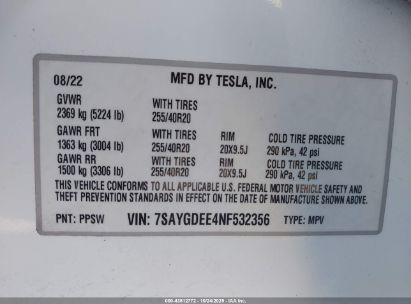 08/22 MFD BY TESLA, INC.
GVWR WITH TIRES
2369 kg (5224 lb) 255/40R20
GAWR FRT WITH TIRES RIM COLD TIRE PRESSURE
1363 kg (3004 lb) 255/40R20 20X9.5J 290 kPa, 42 psi
GAWR RR WITH TIRES RIM COLD TIRE PRESSURE
1500 kg (3306 lb) 255/40R20 20X9.5J 290 kPa, 42 psi
THIS VEHICLE CONFORMS TO ALL APPLICABLE U.S. FEDERAL MOTOR VEHICLE SAFETY AND
THEFT PREVENTION STANDARDS IN EFFECT ON THE DATE OF MANUFACTURE SHOWN ABOVE.
PNT: PPSW VIN: 7SAYGDEE4NF532356 TYPE: MPV